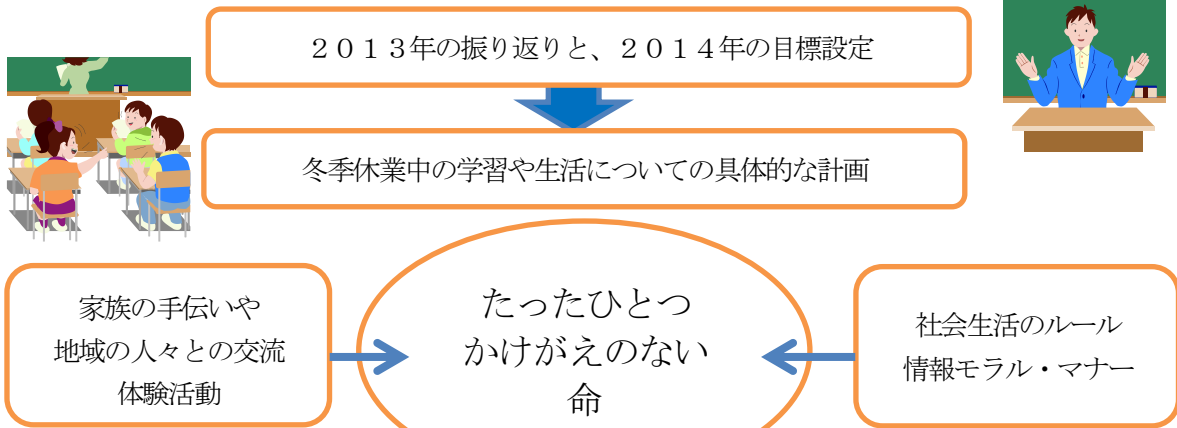 ２０１３年の振り返りと、２０１４年の目標設定
冬季休業中の学習や生活についての具体的な計画
家族の手伝いや
地域の人々との交流
体験活動
たったひとつ
かけがえのない
命
社会生活のルール
情報モラル・マナー